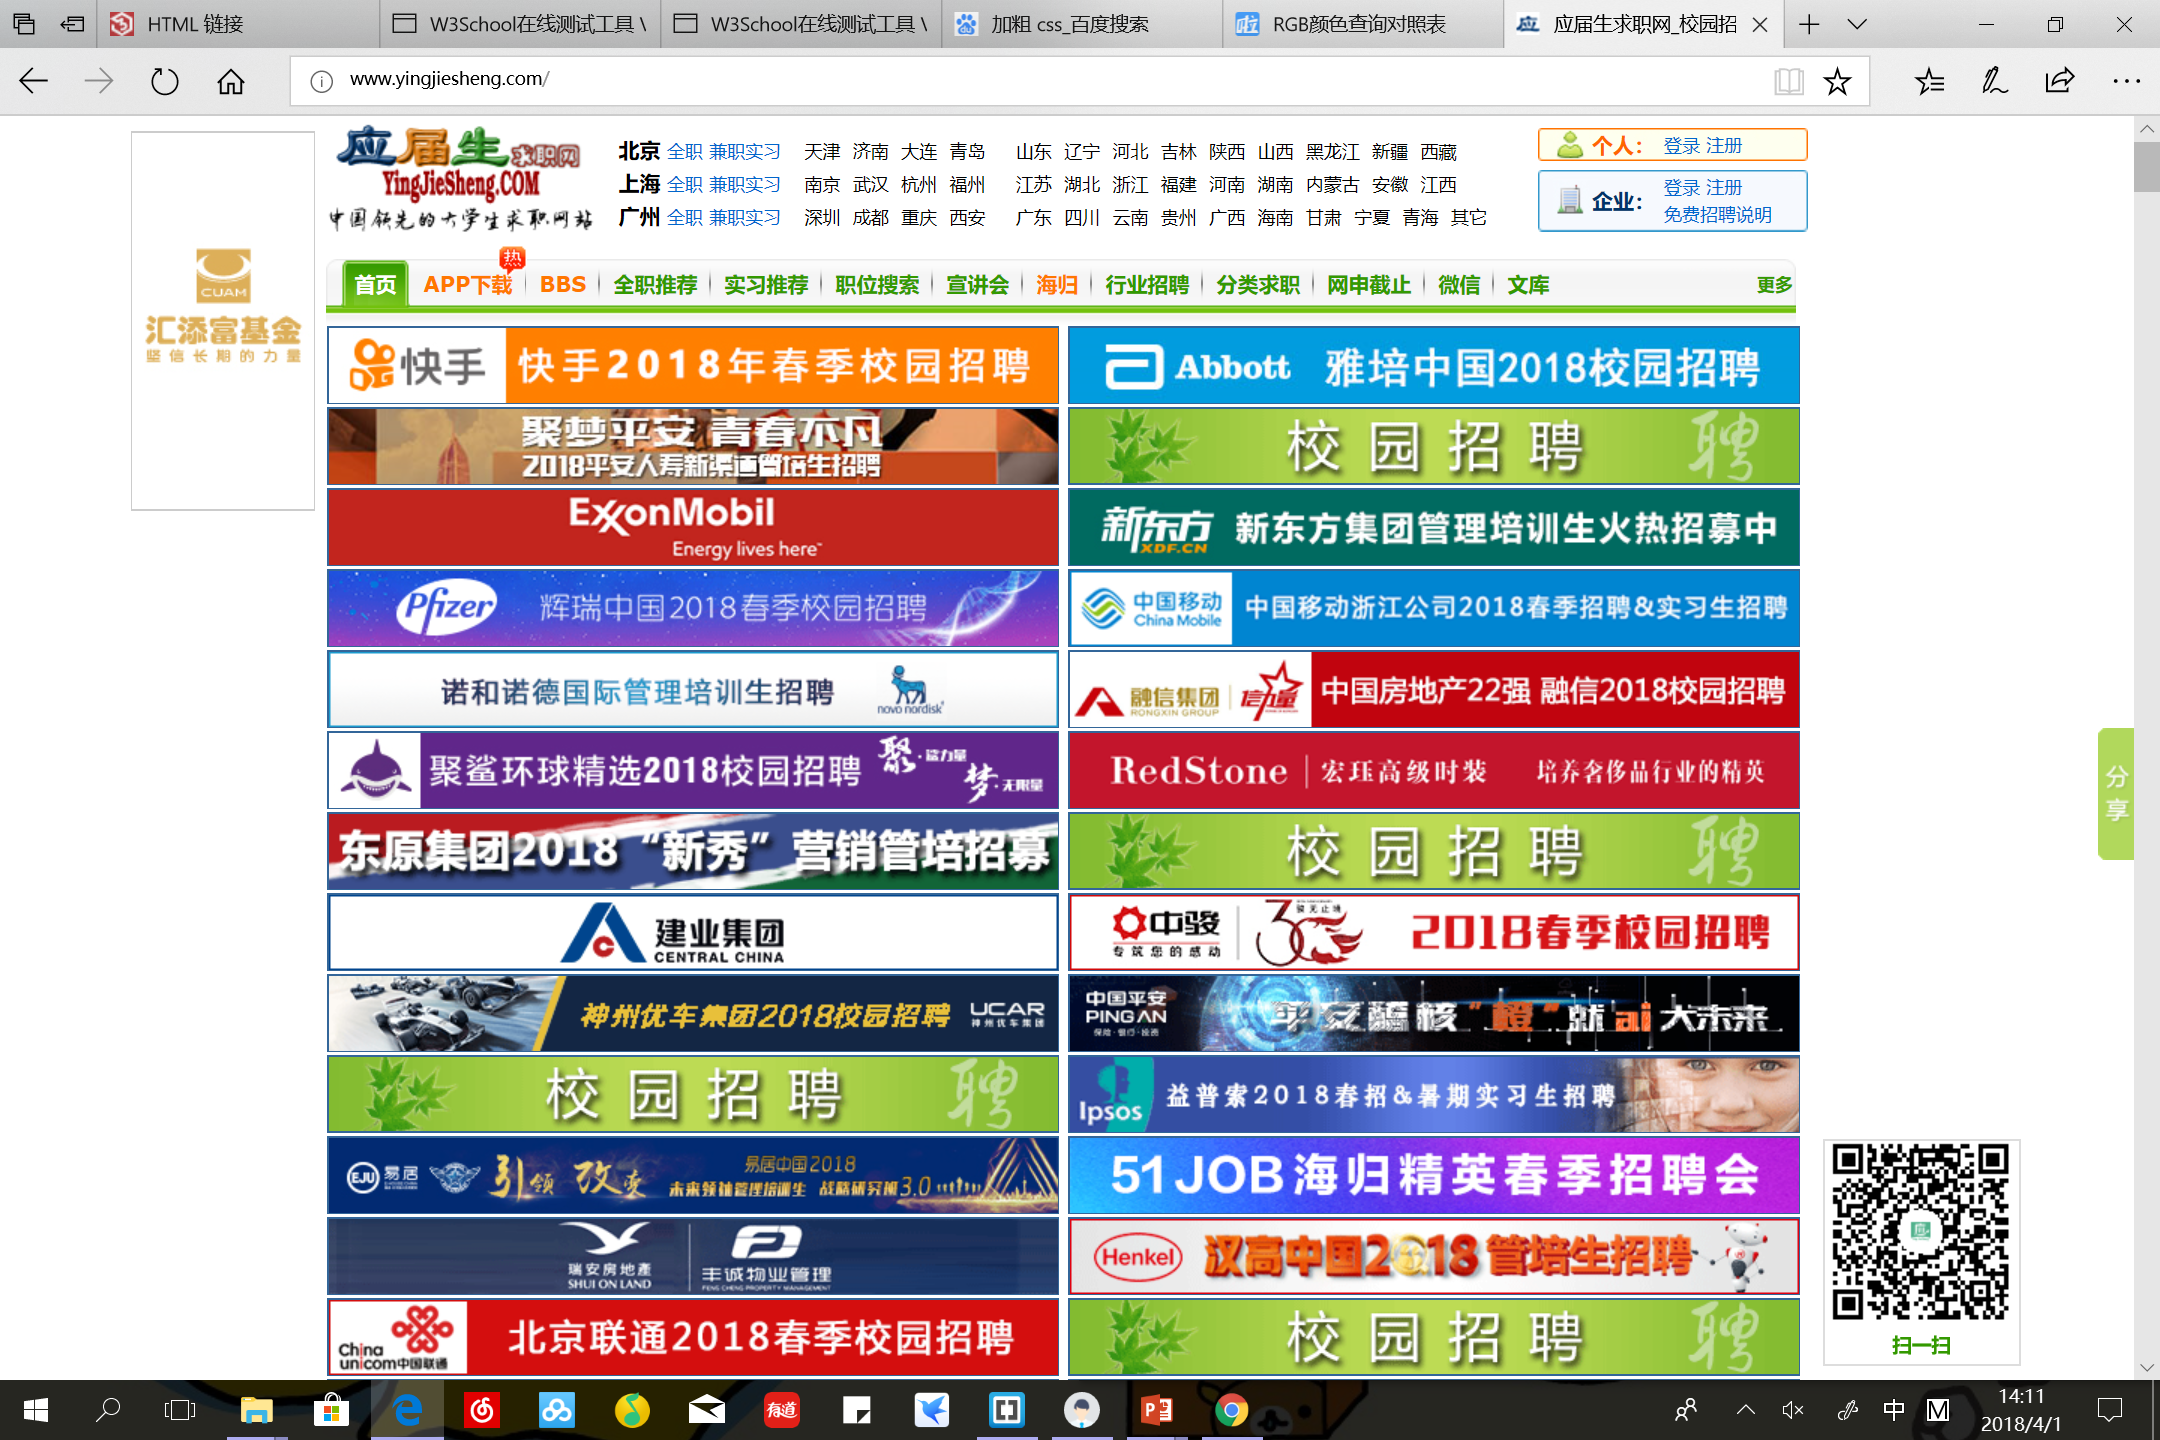 HTML 链接
W3School在线测试工具 \
W3School在线测试工具 \
加粗 css_百度搜索
RGB颜色查询对照表
应届生求职网_校园招
www.yingjiesheng.com/
CUAM
汇添富基金
坚信长期的力量
应届生求职网
YingJieSheng.COM
中国领先的大学生求职网站
北京 全职 兼职实习 天津 济南 大连 青岛 山东 辽宁 河北 吉林 陕西 山西 黑龙江 新疆 西藏
上海 全职 兼职实习 南京 武汉 杭州 福州 江苏 湖北 浙江 福建 河南 湖南 内蒙古 安徽 江西
广州 全职 兼职实习 深圳 成都 重庆 西安 广东 四川 云南 贵州 广西 海南 甘肃 宁夏 青海 其它
个人： 登录 注册
企业： 登录 注册
免费招聘说明
热
首页 APP下载 BBS 全职推荐 实习推荐 职位搜索 宣讲会 海归 行业招聘 分类求职 网申截止 微信 文库 更多
快手 快手2018年春季校园招聘
Abbott 雅培中国2018校园招聘
聚梦平安 青春不凡
2018平安人寿新渠道管培生招聘
校园招聘 聘
ExxonMobil
Energy lives here™
新东方 XDF.CN 新东方集团管理培训生火热招募中
Pfizer 辉瑞中国2018春季校园招聘
中国移动 China Mobile 中国移动浙江公司2018春季招聘&实习生招聘
诺和诺德国际管理培训生招聘 novo nordisk
融信集团 RONGXIN GROUP 信力量 中国房地产22强 融信2018校园招聘
聚鲨环球精选2018校园招聘 聚·鲨力量 梦·无限量
RedStone 宏珏高级时装 培养奢侈品行业的精英
东原集团2018“新秀”营销管培招募
校园招聘 聘
建业集团
CENTRAL CHINA
中骏 专筑您的感动 30 2018春季校园招聘
神州优车集团2018校园招聘 UCAR 神州优车集团
中国平安 PING AN 保险·银行·投资 平安醒核“橙”就ai大未来
校园招聘 聘
Ipsos 益普索2018春招&暑期实习生招聘
EJU 易居 引领 改变 易居中国2018
未来领袖管理培训生 战略研究班3.0
51JOB海归精英春季招聘会
瑞安房地產 SHUI ON LAND 丰诚物业管理 FENG CHENG PROPERTY MANAGEMENT
Henkel 汉高中国2018管培生招聘
China unicom中国联通 北京联通2018春季校园招聘
校园招聘 聘
分享
扫一扫
有道
中 M
14:11
2018/4/1